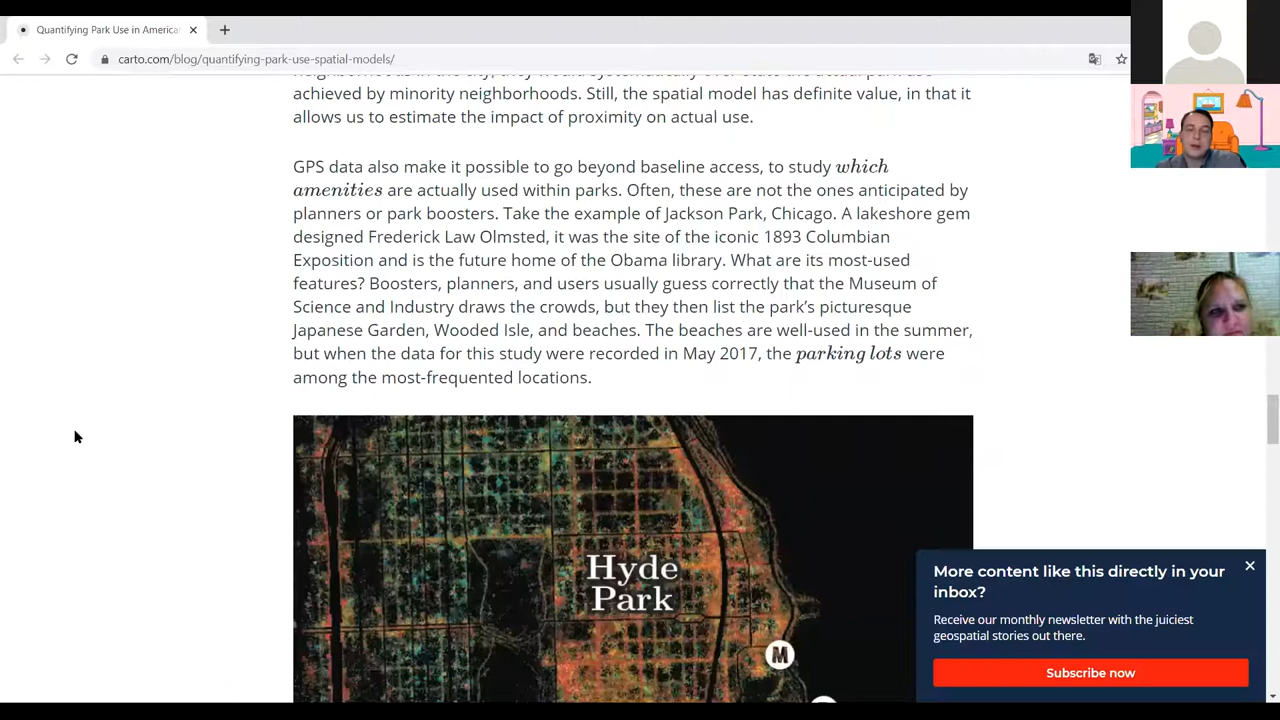 Quantifying Park Use in America
carto.com/blog/quantifying-park-use-spatial-models/
achieved by minority neighborhoods. Still, the spatial model has definite value, in that it
allows us to estimate the impact of proximity on actual use.
GPS data also make it possible to go beyond baseline access, to study which
amenities are actually used within parks. Often, these are not the ones anticipated by
planners or park boosters. Take the example of Jackson Park, Chicago. A lakeshore gem
designed Frederick Law Olmsted, it was the site of the iconic 1893 Columbian
Exposition and is the future home of the Obama library. What are its most-used
features? Boosters, planners, and users usually guess correctly that the Museum of
Science and Industry draws the crowds, but they then list the park's picturesque
Japanese Garden, Wooded Isle, and beaches. The beaches are well-used in the summer,
but when the data for this study were recorded in May 2017, the parking lots were
among the most-frequented locations.
Hyde
Park
M
More content like this directly in your
inbox?
Receive our monthly newsletter with the juiciest
geospatial stories out there.
Subscribe now